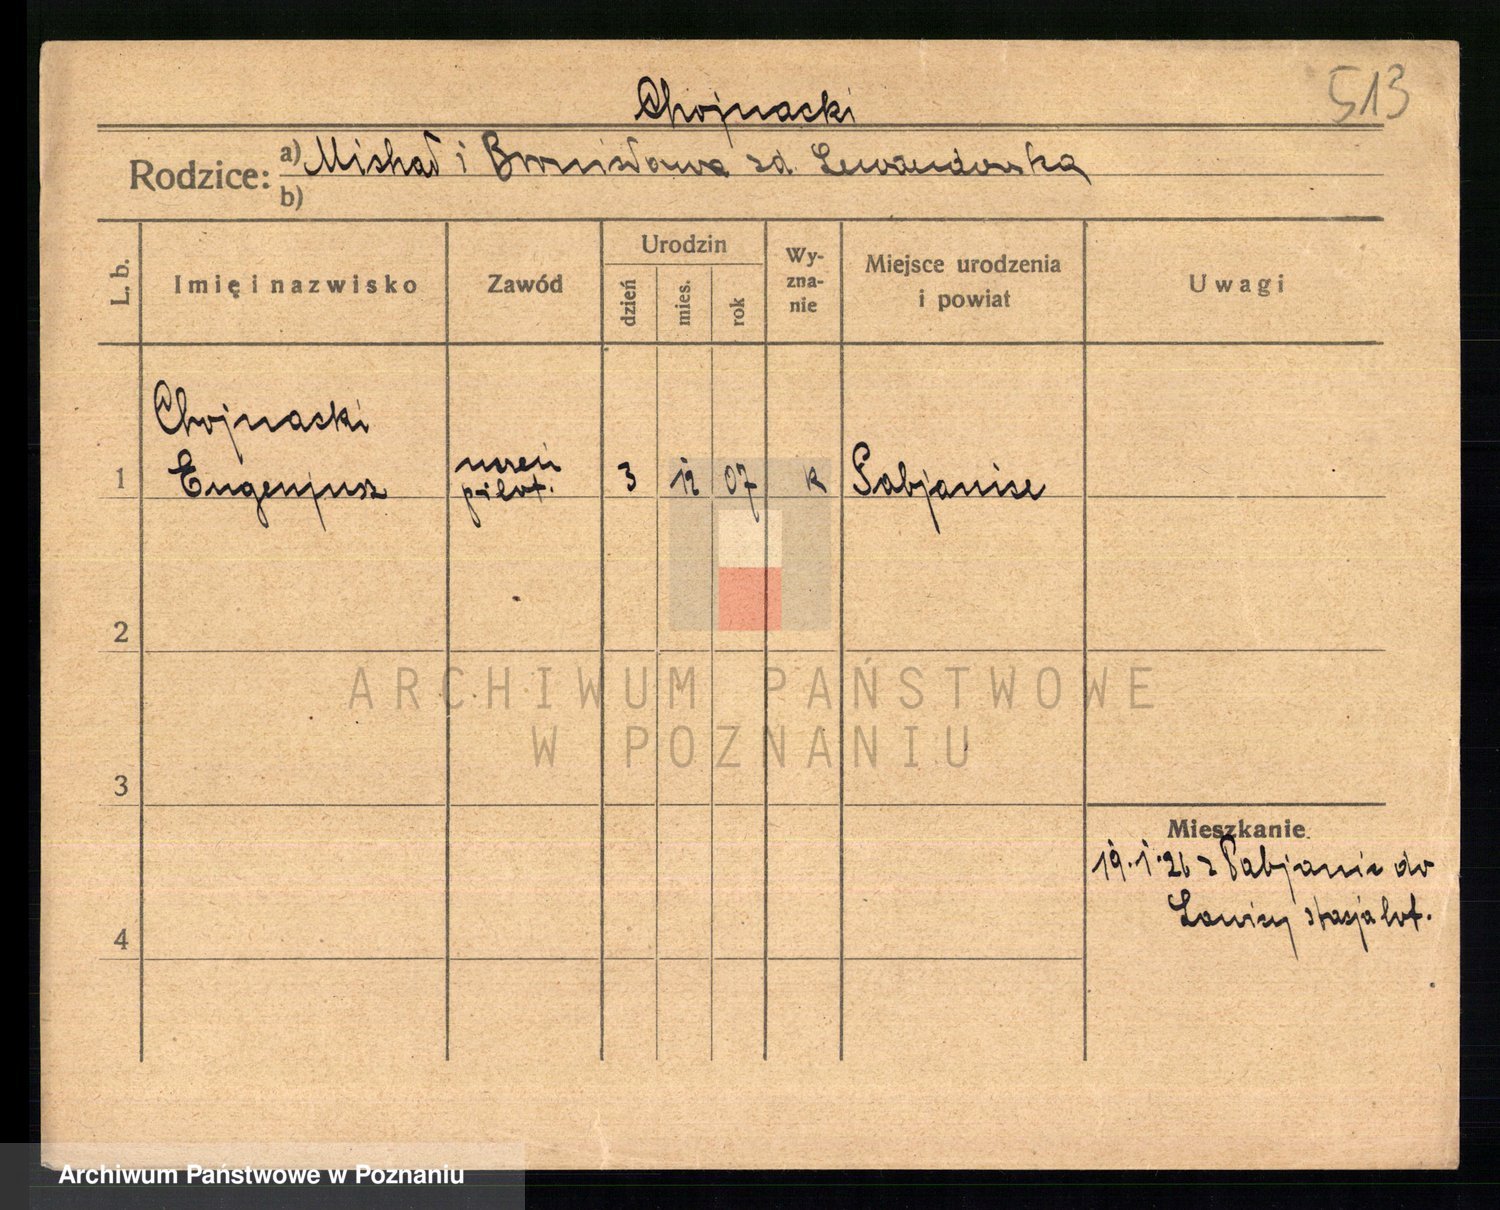 513
Chojnacki
Rodzice: a) Michał i Bronisława zd. Lewandowska
b)
L. b.
Imię i nazwisko
Zawód
Urodzin
dzień
mies.
rok
Wy-
zna-
nie
Miejsce urodzenia
i powiat
Uwagi
Chojnacki
1 Eugenjusz uczeń pilot. 3 12 07 K Pabjanice
2
3
4
Mieszkanie
19.1.26 z Pabjanic do
Ławicy stacja lot.
ARCHIWUM PAŃSTWOWE
W POZNANIU
Archiwum Państwowe w Poznaniu